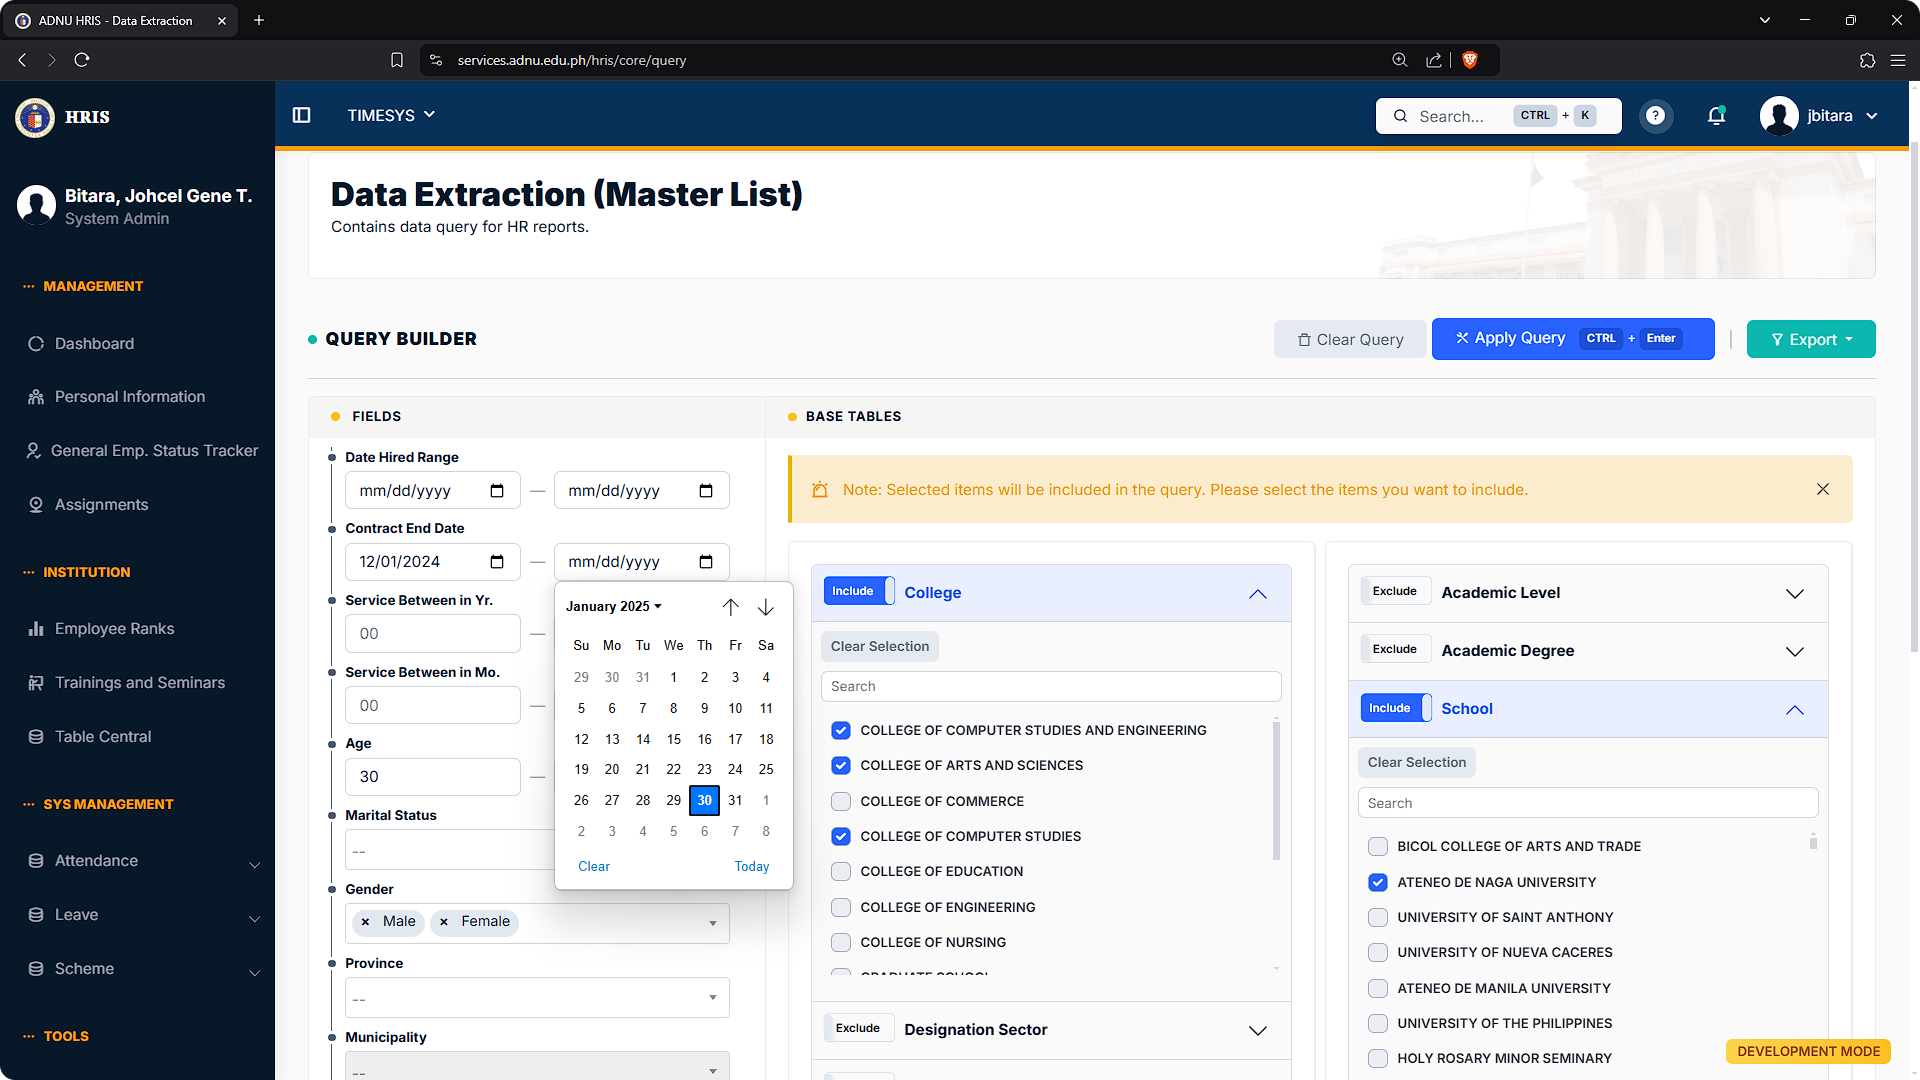 ADNU HRIS - Data Extraction
services.adnu.edu.ph/hris/core/query
HRIS
TIMESYS
Search...
CTRL + K
?
jbitara
Bitara, Johcel Gene T.
System Admin
MANAGEMENT
Dashboard
Personal Information
General Emp. Status Tracker
Assignments
INSTITUTION
Employee Ranks
Trainings and Seminars
Table Central
SYS MANAGEMENT
Attendance
Leave
Scheme
TOOLS
Data Extraction (Master List)
Contains data query for HR reports.
QUERY BUILDER
Clear Query
Apply Query CTRL + Enter
Export
FIELDS
Date Hired Range
mm/dd/yyyy — mm/dd/yyyy
Contract End Date
12/01/2024 — mm/dd/yyyy
Service Between in Yr.
00 —
Service Between in Mo.
00 —
Age
30 —
Marital Status
--
Gender
× Male × Female
Province
--
Municipality
--
January 2025
Su Mo Tu We Th Fr Sa
29 30 31 1 2 3 4
5 6 7 8 9 10 11
12 13 14 15 16 17 18
19 20 21 22 23 24 25
26 27 28 29 30 31 1
2 3 4 5 6 7 8
Clear Today
BASE TABLES
Note: Selected items will be included in the query. Please select the items you want to include.
Include College
Clear Selection
Search
COLLEGE OF COMPUTER STUDIES AND ENGINEERING
COLLEGE OF ARTS AND SCIENCES
COLLEGE OF COMMERCE
COLLEGE OF COMPUTER STUDIES
COLLEGE OF EDUCATION
COLLEGE OF ENGINEERING
COLLEGE OF NURSING
GRADUATE SCHOOL
Exclude Designation Sector
Exclude Academic Level
Exclude Academic Degree
Include School
Clear Selection
Search
BICOL COLLEGE OF ARTS AND TRADE
ATENEO DE NAGA UNIVERSITY
UNIVERSITY OF SAINT ANTHONY
UNIVERSITY OF NUEVA CACERES
ATENEO DE MANILA UNIVERSITY
UNIVERSITY OF THE PHILIPPINES
HOLY ROSARY MINOR SEMINARY
DEVELOPMENT MODE